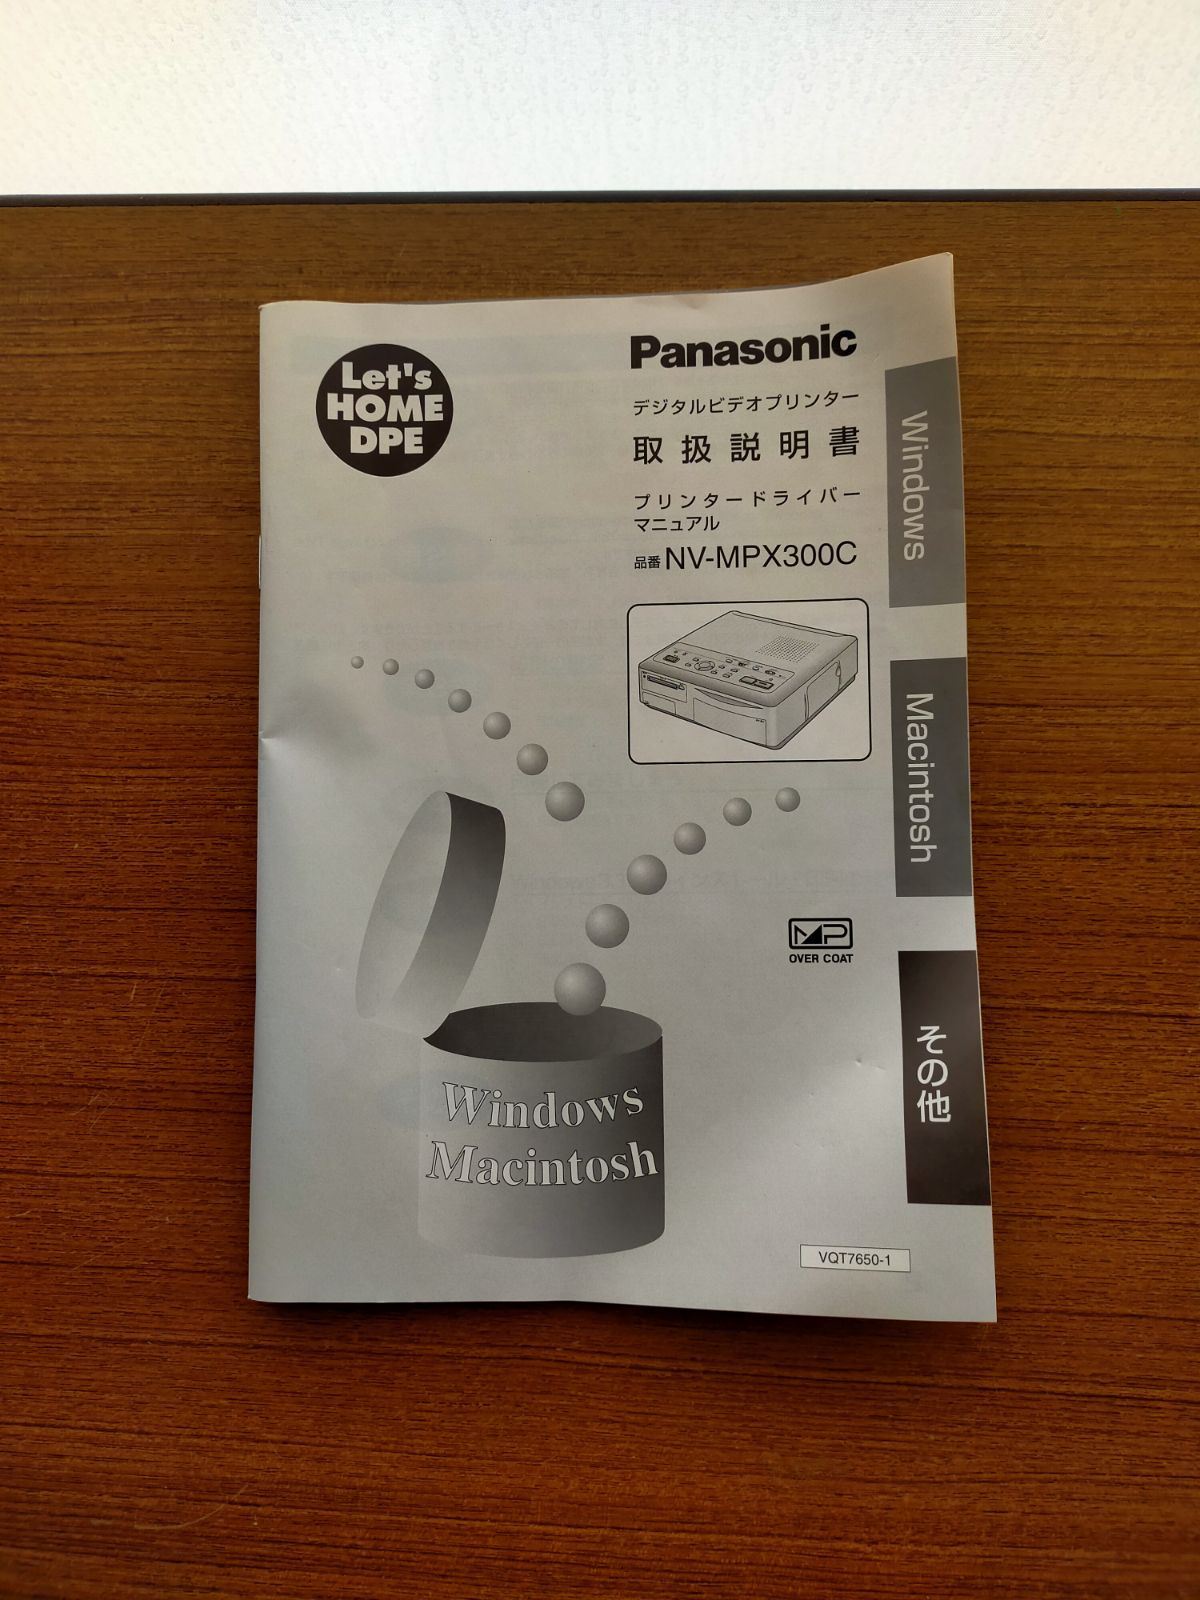 Let's
HOME
DPE
Panasonic
デジタルビデオプリンター
取扱説明書
プリンタードライバー
マニュアル
品番 NV-MPX300C
Windows
Macintosh
その他
MP
OVER COAT
Windows
Macintosh
VQT7650-1